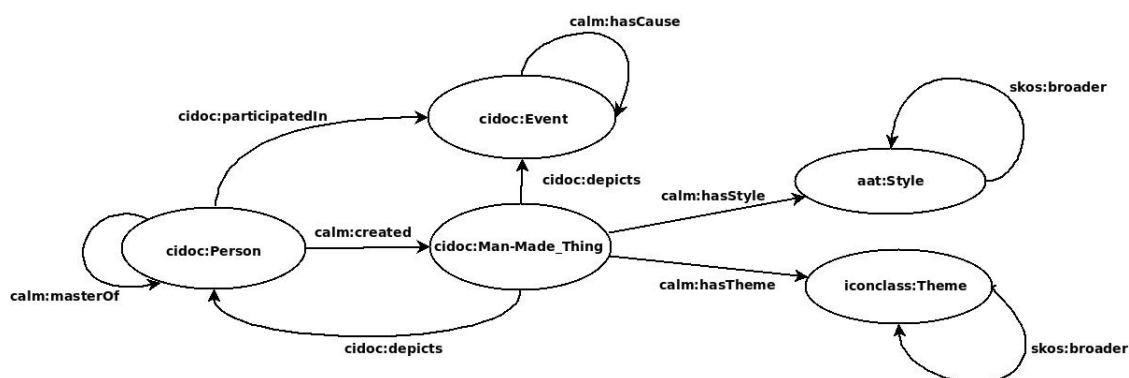 calm:hasCause
skos:broader
cidoc:participatedIn
cidoc:Event
cidoc:depicts
aat:Style
calm:hasStyle
calm:created
cidoc:Person
cidoc:Man-Made_Thing
calm:hasTheme
iconclass:Theme
calm:masterOf
cidoc:depicts
skos:broader